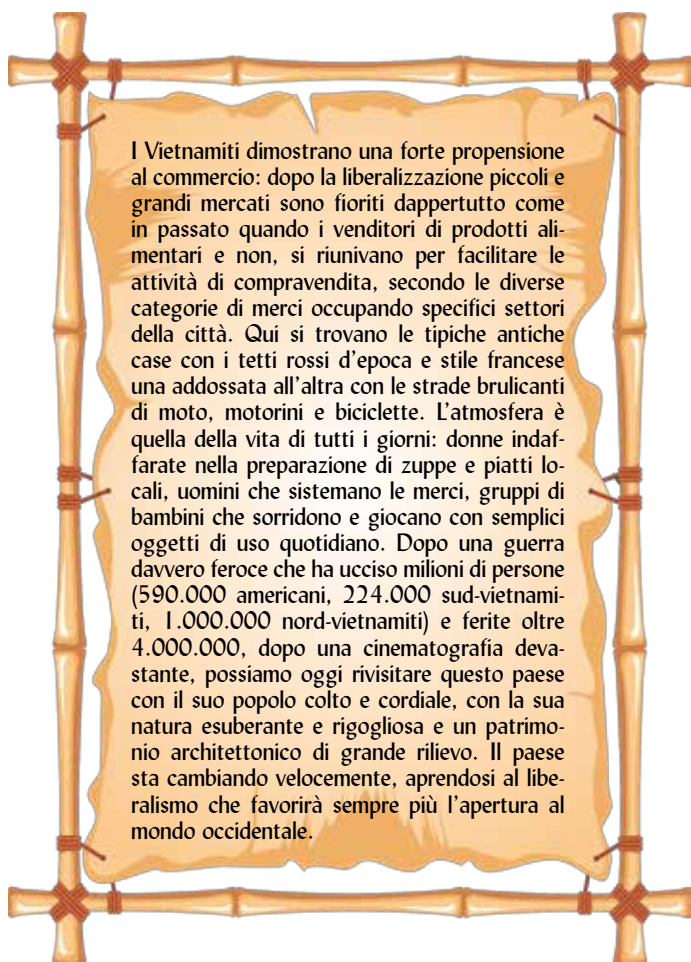 I Vietnamiti dimostrano una forte propensione
al commercio: dopo la liberalizzazione piccoli e
grandi mercati sono fioriti dappertutto come
in passato quando i venditori di prodotti ali-
mentari e non, si riunivano per facilitare le
attività di compravendita, secondo le diverse
categorie di merci occupando specifici settori
della città. Qui si trovano le tipiche antiche
case con i tetti rossi d’epoca e stile francese
una addossata all’altra con le strade brulicanti
di moto, motorini e biciclette. L’atmosfera è
quella della vita di tutti i giorni: donne indaf-
farate nella preparazione di zuppe e piatti lo-
cali, uomini che sistemano le merci, gruppi di
bambini che sorridono e giocano con semplici
oggetti di uso quotidiano. Dopo una guerra
davvero feroce che ha ucciso milioni di persone
(590.000 americani, 224.000 sud-vietnami-
ti, 1.000.000 nord-vietnamiti) e ferite oltre
4.000.000, dopo una cinematografia deva-
stante, possiamo oggi rivisitare questo paese
con il suo popolo colto e cordiale, con la sua
natura esuberante e rigogliosa e un patrimo-
nio architettonico di grande rilievo. Il paese
sta cambiando velocemente, aprendosi al libe-
ralismo che favorirà sempre più l’apertura al
mondo occidentale.